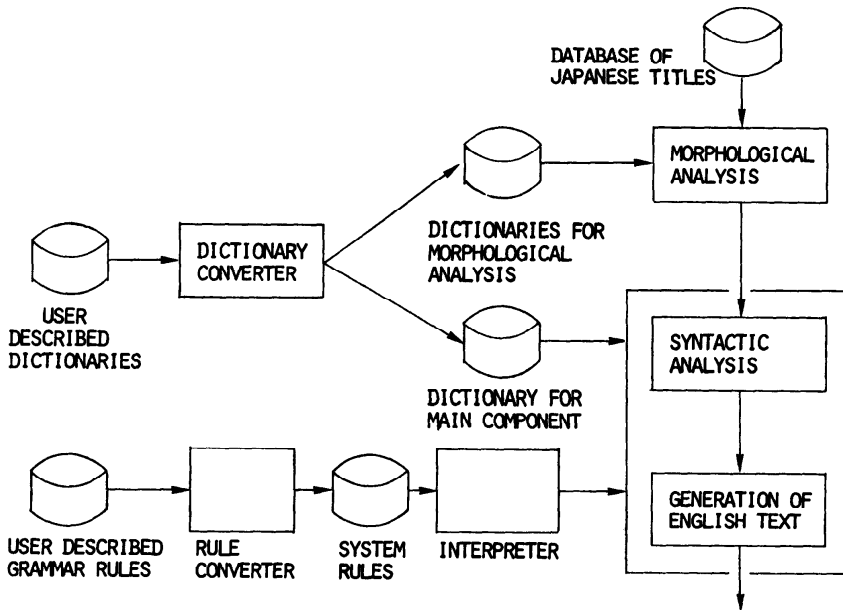 DATABASE OF
JAPANESE TITLES
MORPHOLOGICAL
ANALYSIS
DICTIONARIES FOR
MORPHOLOGICAL
ANALYSIS
DICTIONARY
CONVERTER
USER
DESCRIBED
DICTIONARIES
SYNTACTIC
ANALYSIS
DICTIONARY FOR
MAIN COMPONENT
GENERATION OF
ENGLISH TEXT
USER DESCRIBED
GRAMMAR RULES
RULE
CONVERTER
SYSTEM
RULES
INTERPRETER